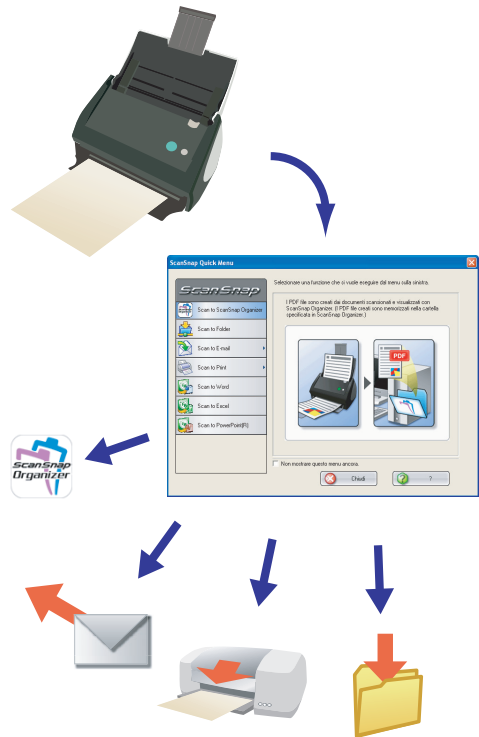 ScanSnap Quick Menu
ScanSnap
Selezionare una funzione che si vuole eseguire dal menu sulla sinistra.
Scan to ScanSnap Organizer
Scan to Folder
Scan to E-mail
Scan to Print
Scan to Word
Scan to Excel
Scan to PowerPoint(R)
I PDF file sono creati dai documenti scansionati e visualizzati con
ScanSnap Organizer. (I PDF file creati sono memorizzati nella cartella
specificata in ScanSnap Organizer.)
PDF
Non mostrare questo menu ancora.
Chiudi
?
ScanSnap
Organizer